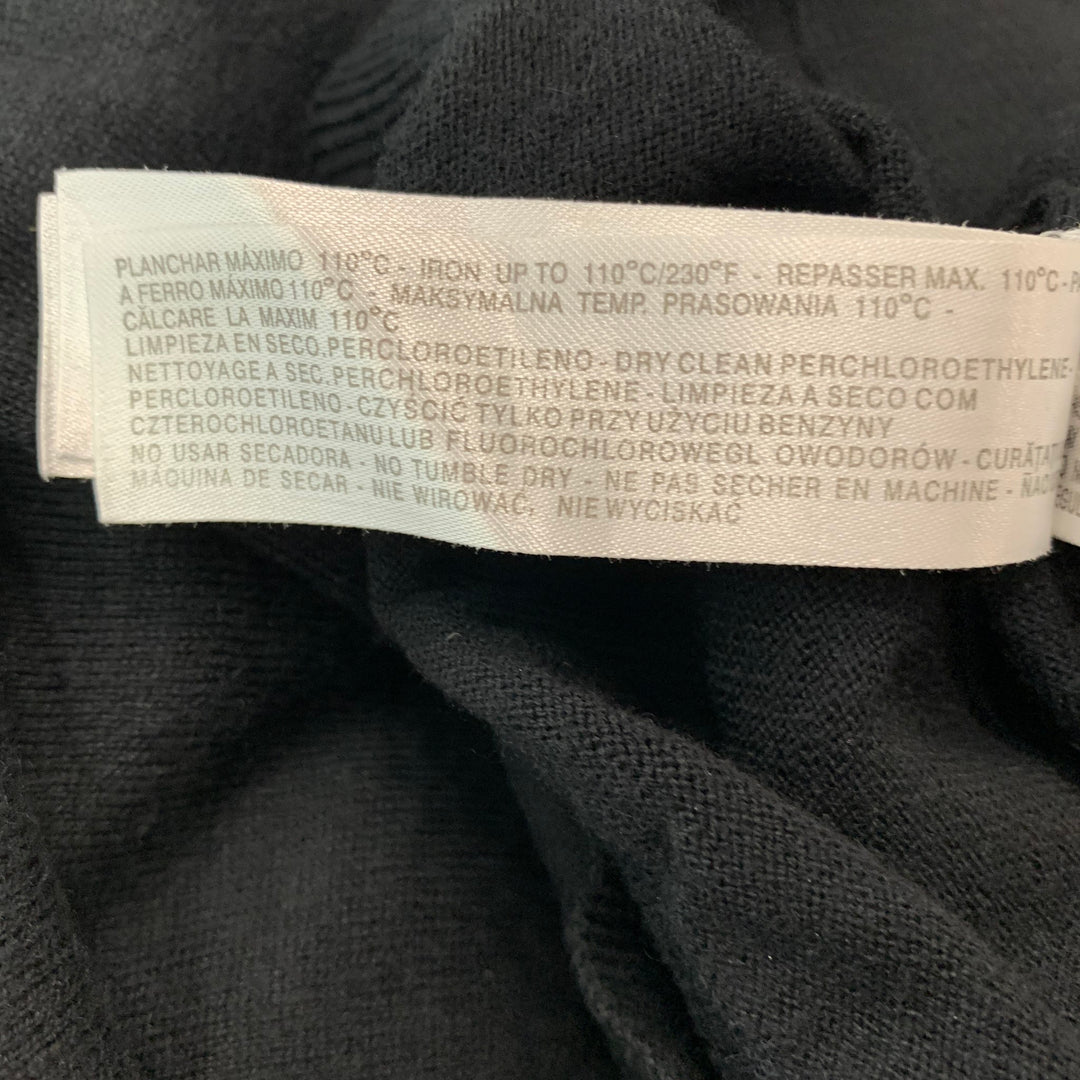 PLANCHAR MÁXIMO 110°C - IRON UP TO 110°C/230°F - REPASSER MAX. 110°C -
A FERRO MÁXIMO 110°C - MAKSYMALNA TEMP. PRASOWANIA 110°C -
CĂLCARE LA MAXIM 110°C
LIMPIEZA EN SECO.PERCLOROETILENO - DRY CLEAN PERCHLOROETHYLENE -
NETTOYAGE A SEC.PERCHLOROETHYLENE - LIMPIEZA A SECO COM
PERCLOROETILENO - CZYŚCIĆ TYLKO PRZY UŻYCIU BENZYNY
CZTEROCHLOROETANU LUB FLUOROCHLOROWEGL OWODORÓW -
NO USAR SECADORA - NO TUMBLE DRY - NE PAS SECHER EN MACHINE -
MÁQUINA DE SECAR - NIE WIROWAĆ, NIE WYCISKAĆ